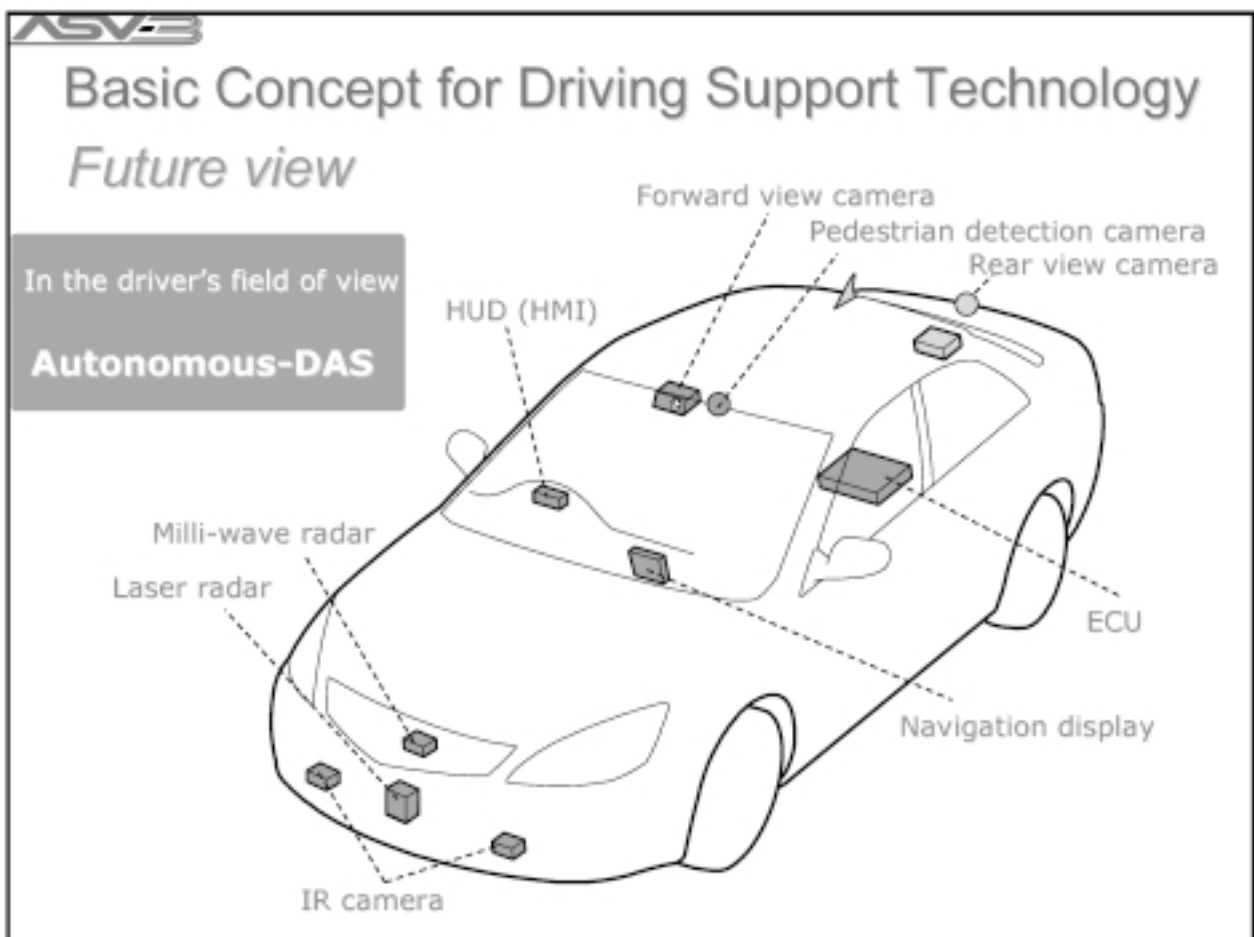 ASV-3
Basic Concept for Driving Support Technology
Future view
Forward view camera
Pedestrian detection camera
Rear view camera
In the driver's field of view
HUD (HMI)
Autonomous-DAS
Milli-wave radar
Laser radar
ECU
Navigation display
IR camera